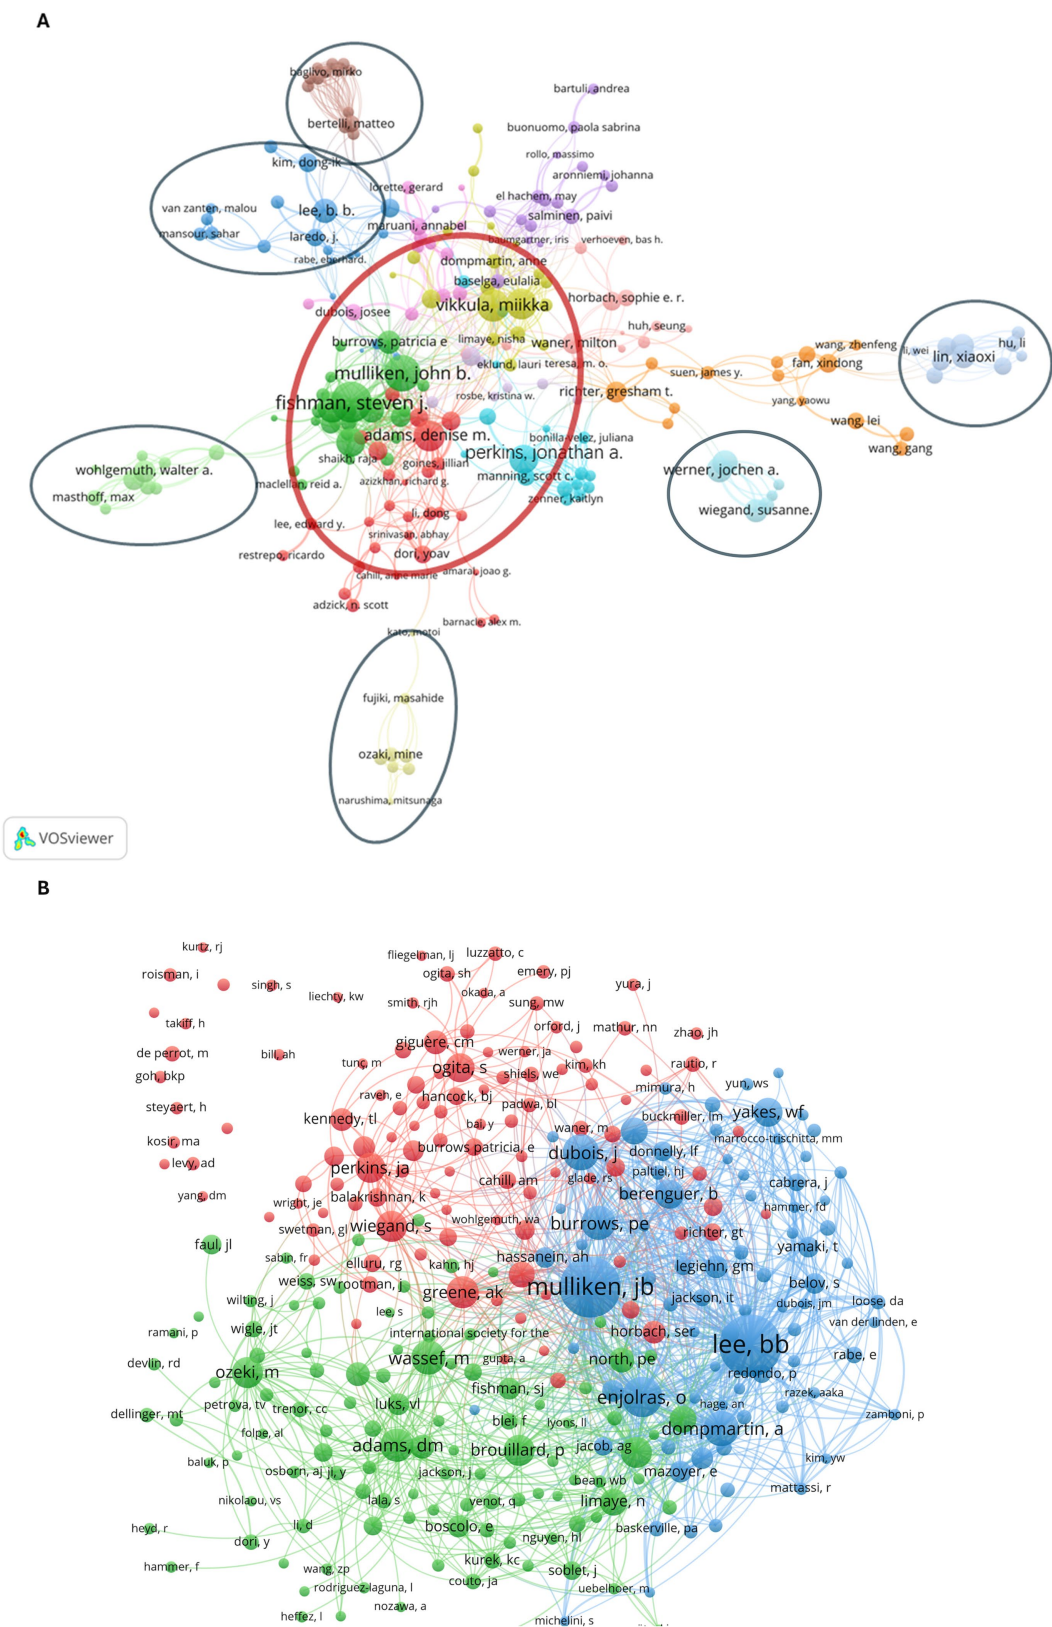 A
baglivo, mirko
bartuli, andrea
bertelli, matteo
buonuomo, paola sabrina
kim, dong-ik
rollo, massimo
aronniemi, johanna
lorette, gerard
el hachem, may
van zanten, malou
lee, b. b.
salminen, paivi
maruani, annabel
mansour, sahar
laredo, j.
baumgartner, iris
verhoeven, bas h.
rabe, eberhard.
dompmartin, anne
baselga, eulalia
dubois, josee
vikkula, miikka
horbach, sophie e. r.
huh, seung
burrows, patricia e
limaye, nisha
waner, milton
wang, zhenfeng
li, wei
hu, li
lin, xiaoxi
mulliken, john b.
eklund, lauri
teresa, m. o.
suen, james y.
fan, xindong
fishman, steven j.
rosbe, kristina w.
richter, gresham t.
yang, yaowu
wang, lei
adams, denise m.
bonilla-velez, juliana
wang, gang
shaikh, raja
goines, jillian
perkins, jonathan a.
wohlgemuth, walter a.
maclellan, reid a.
azizkhan, richard g.
manning, scott c.
werner, jochen a.
masthoff, max
zenner, kaitlyn
wiegand, susanne.
li, dong
lee, edward y.
srinivasan, abhay
restrepo, ricardo
dori, yoav
cahill, anne marie
amaral, joao g.
adzick, n. scott
barnacle, alex m.
kato, motoi
fujiki, masahide
ozaki, mine
narushima, mitsunaga
VOSviewer
B
kurtz, rj
fliegelman, lj
luzzatto, c
roisman, i
ogita, sh
emery, pj
singh, s
liechty, kw
okada, a
yura, j
smith, rjh
sung, mw
takiff, h
orford, j
mathur, nn
zhao, jh
giguère, cm
de perrot, m
bill, ah
tunç, m
ogita, s
werner, ja
kim, kh
rautio, r
goh, bkp
shiels, we
mimura, h
yun, ws
raveh, e
hancock, bj
steyaert, h
padwa, bl
kennedy, tl
bai, y
waner, m
buckmiller, lm
yakes, wf
kosir, ma
burrows patricia, e
dubois, j
donnelly, lf
marrocco-trischitta, mm
levy, ad
perkins, ja
cahill, am
glade, rs
paltiel, hj
cabrera, j
yang, dm
wright, je
balakrishnan, k
berenguer, b
hammer, fd
swetman, gl
wiegand, s
wohlgemuth, wa
burrows, pe
richter, gt
faul, jl
sabin, fr
elluru, rg
kahn, hj
hassanein, ah
legiehn, gm
yamaki, t
weiss, sw
rootman, j
greene, ak
mulliken, jb
jackson, it
belov, s
wilting, j
lee, s
dubois, jm
loose, da
ramani, p
wigle, jt
international society for the
horbach, ser
van der linden, e
lee, bb
devlin, rd
ozeki, m
wassef, m
gupta, a
north, pe
redondo, p
rabe, e
petrova, tv
trenor, cc
luks, vl
fishman, sj
enjolras, o
hage, an
razek, aaka
dellinger, mt
blei, f
lyons, ll
zamboni, p
folpe, al
adams, dm
brouillard, p
jacob, ag
dompmartin, a
baluk, p
osborn, aj
ji, y
jackson, j
bean, wb
mazoyer, e
kim, yw
nikolaou, vs
lala, s
venot, q
limaye, n
mattassi, r
heyd, r
li, d
boscolo, e
nguyen, hl
baskerville, pa
dori, y
hammer, f
wang, zp
kurek, kc
soblet, j
rodriguez-laguna, l
couto, ja
uebelhoer, m
heffez, l
nozawa, a
michelini, s